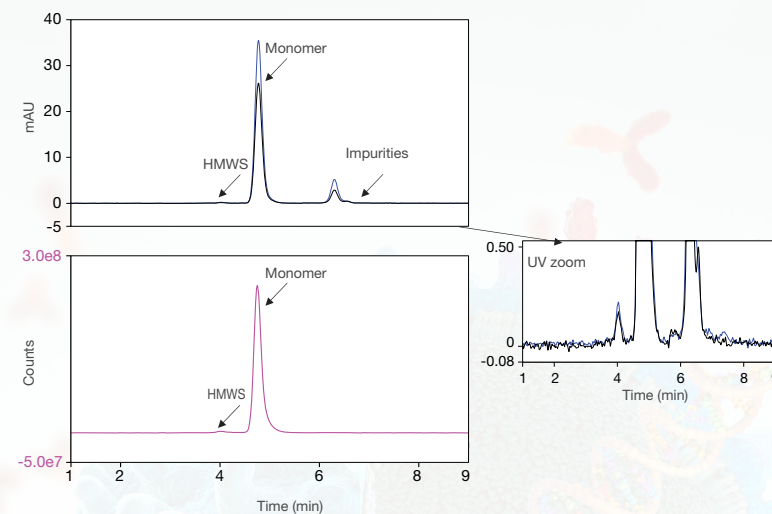 40
30
20
10
0
-5
mAU
Monomer
HMWS
Impurities
3.0e8
-5.0e7
Counts
Monomer
HMWS
1 2 4 6 8 9
Time (min)
0.50
0
-0.08
UV zoom
1 2 4 6 8
Time (min)